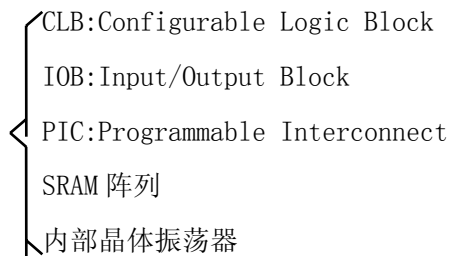 CLB:Configurable Logic Block
IOB:Input/Output Block
PIC:Programmable Interconnect
SRAM 阵列
内部晶体振荡器